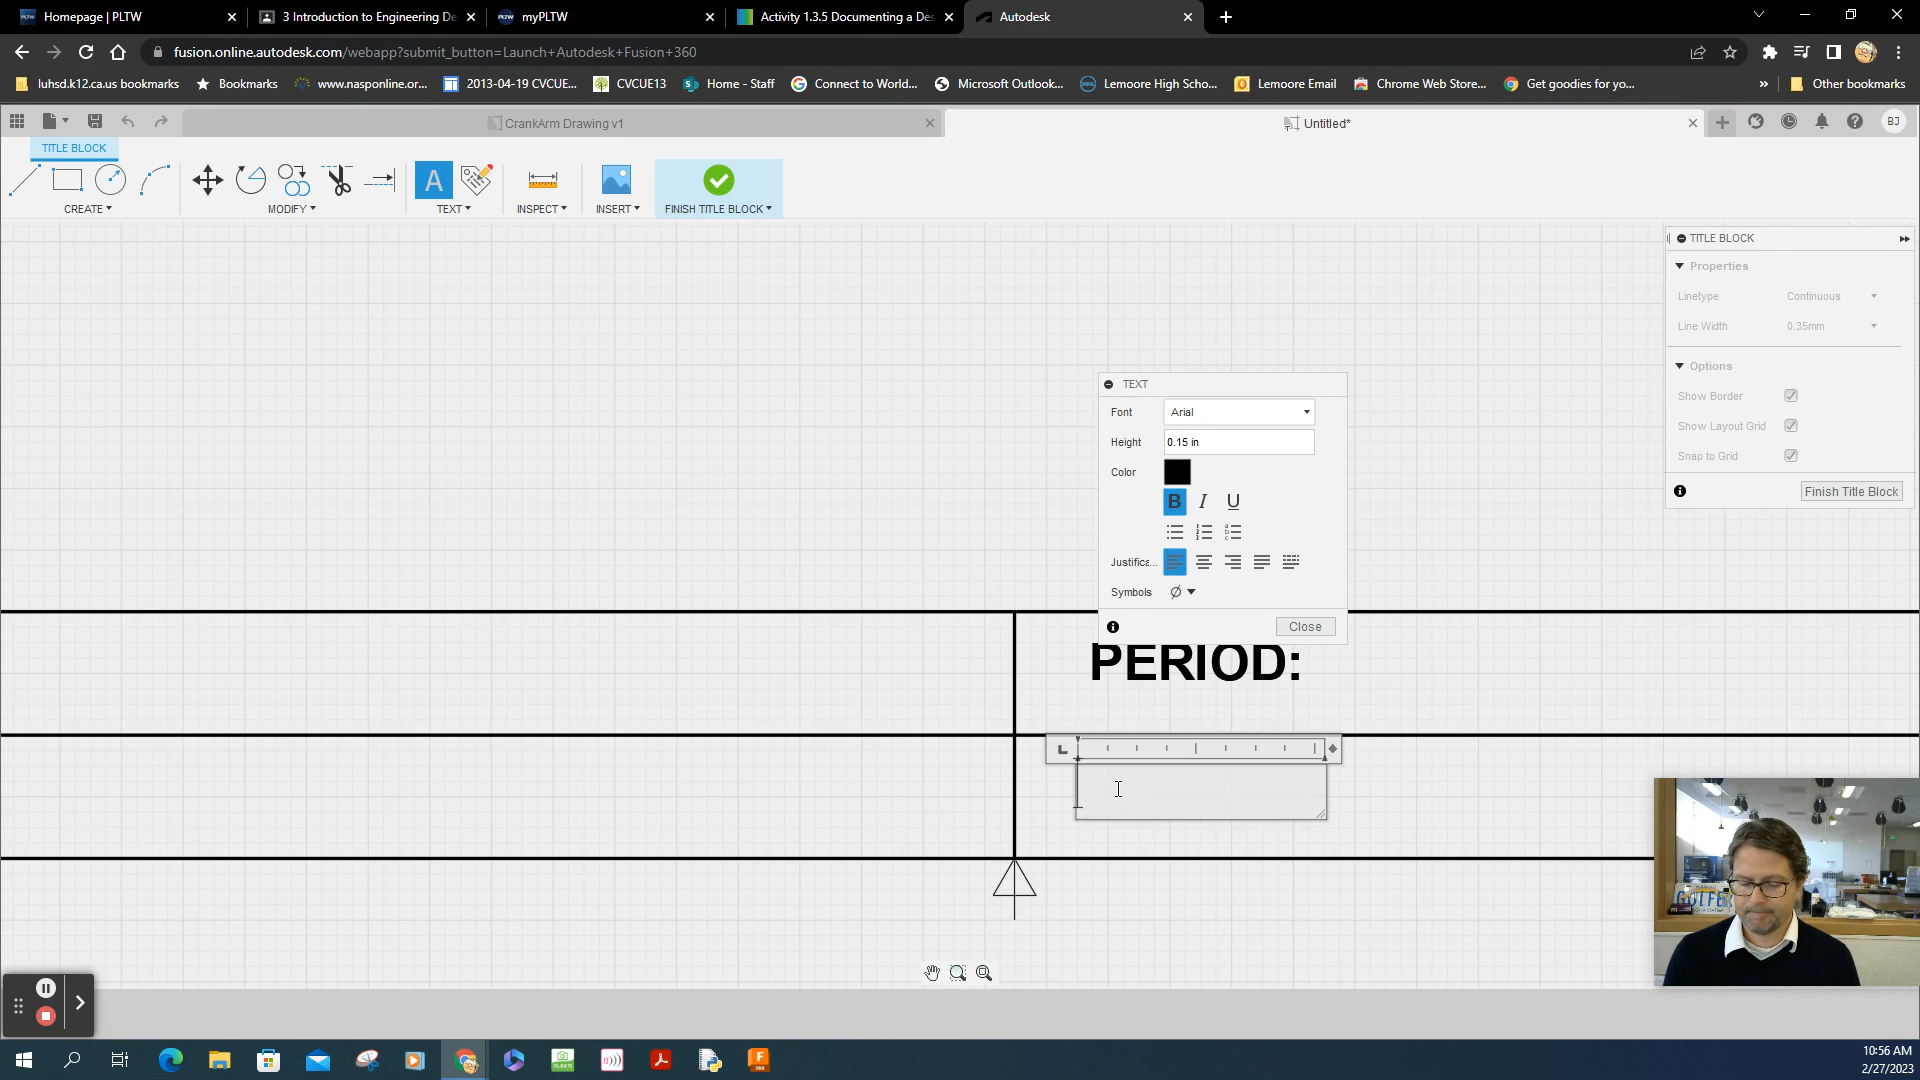 Homepage | PLTW
3 Introduction to Engineering De
myPLTW
Activity 1.3.5 Documenting a Des
Autodesk
fusion.online.autodesk.com/webapp?submit_button=Launch+Autodesk+Fusion+360
luhsd.k12.ca.us bookmarks
Bookmarks
www.nasponline.or...
2013-04-19 CVCUE...
CVCUE13
Home - Staff
Connect to World...
Microsoft Outlook...
Lemoore High Scho...
Lemoore Email
Chrome Web Store...
Get goodies for yo...
Other bookmarks
CrankArm Drawing v1
Untitled*
BJ
TITLE BLOCK
CREATE
MODIFY
TEXT
INSPECT
INSERT
FINISH TITLE BLOCK
TITLE BLOCK
Properties
Linetype Continuous
Line Width 0.35mm
Options
Show Border
Show Layout Grid
Snap to Grid
Finish Title Block
TEXT
Font Arial
Height 0.15 in
Color
B I U
Justifica...
Symbols Ø
Close
PERIOD:
GOLFER
10:56 AM
2/27/2023